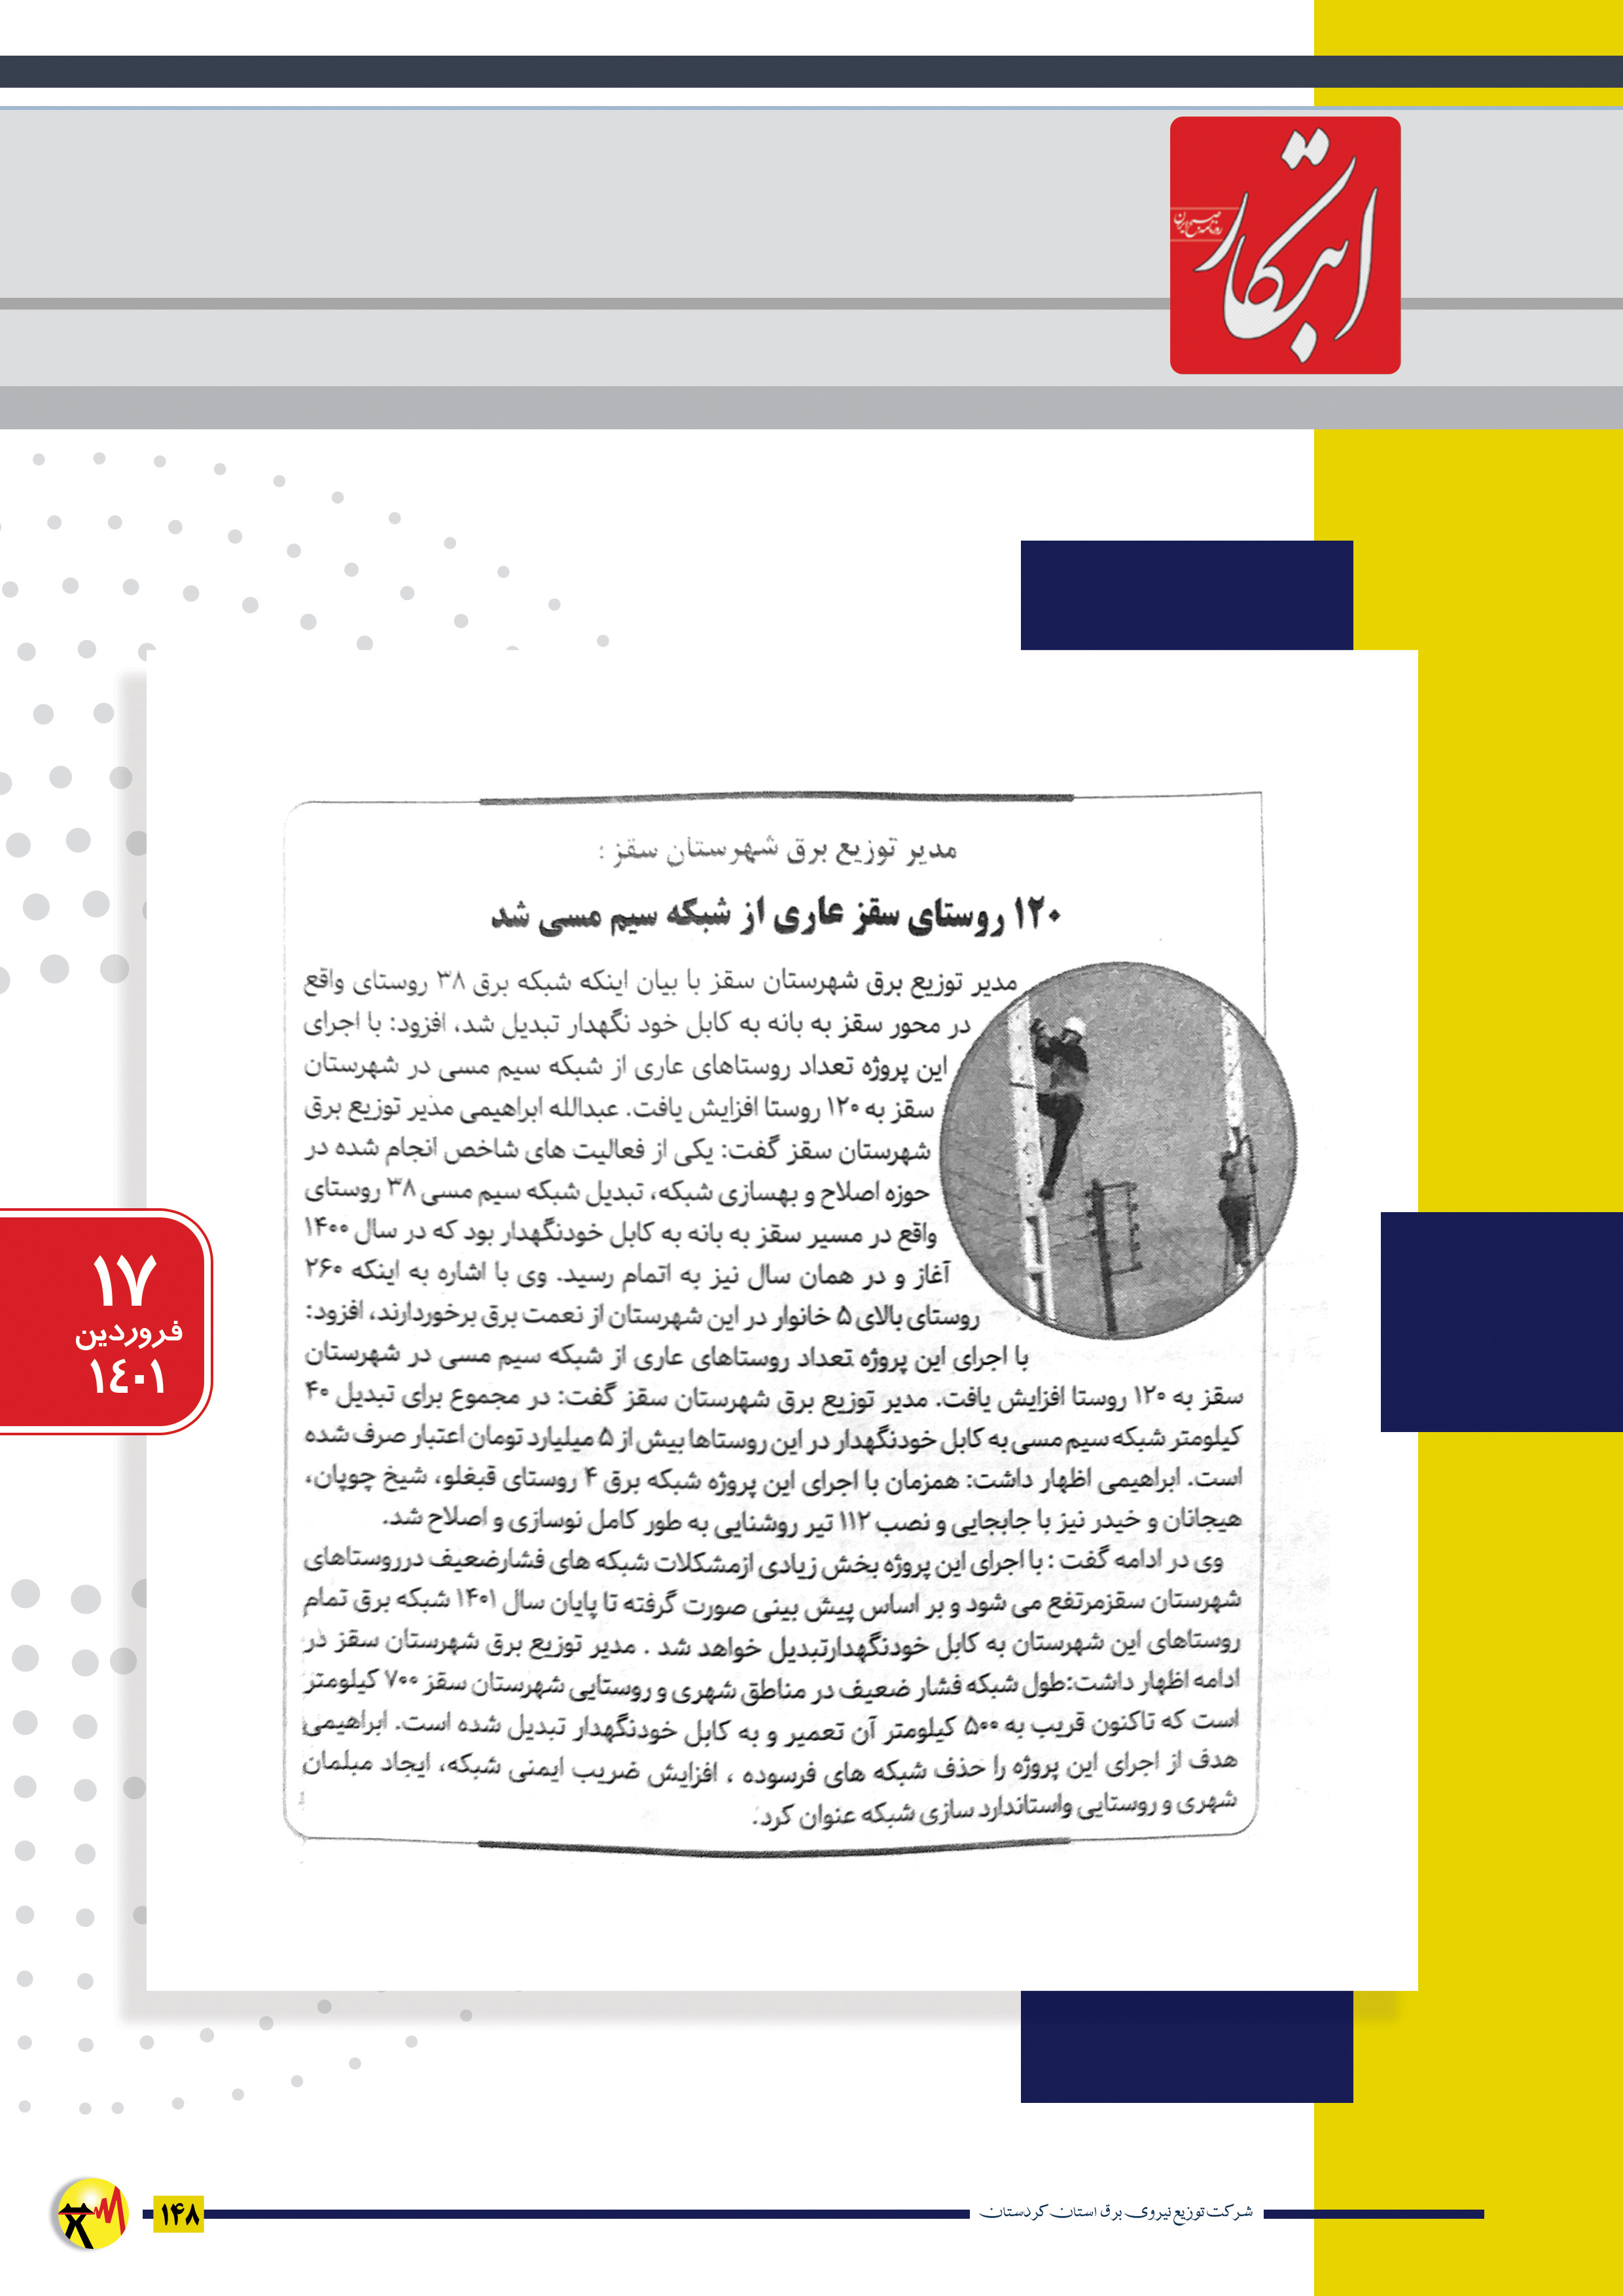 ابتکار
روزنامه صبح ایران
مدیر توزیع برق شهرستان سقز :
۱۲۰ روستای سقز عاری از شبکه سیم مسی شد
مدیر توزیع برق شهرستان سقز با بیان اینکه شبکه برق ۳۸ روستای واقع
در محور سقز به بانه به کابل خود نگهدار تبدیل شد، افزود: با اجرای
این پروژه تعداد روستاهای عاری از شبکه سیم مسی در شهرستان
سقز به ۱۲۰ روستا افزایش یافت. عبدالله ابراهیمی مدیر توزیع برق
شهرستان سقز گفت: یکی از فعالیت های شاخص انجام شده در
حوزه اصلاح و بهسازی شبکه، تبدیل شبکه سیم مسی ۳۸ روستای
واقع در مسیر سقز به بانه به کابل خودنگهدار بود که در سال ۱۴۰۰
آغاز و در همان سال نیز به اتمام رسید. وی با اشاره به اینکه ۲۶۰
روستای بالای ۵ خانوار در این شهرستان از نعمت برق برخوردارند، افزود:
با اجرای این پروژه تعداد روستاهای عاری از شبکه سیم مسی در شهرستان
سقز به ۱۲۰ روستا افزایش یافت. مدیر توزیع برق شهرستان سقز گفت: در مجموع برای تبدیل ۴۰
کیلومتر شبکه سیم مسی به کابل خودنگهدار در این روستاها بیش از ۵ میلیارد تومان اعتبار صرف شده
است. ابراهیمی اظهار داشت: همزمان با اجرای این پروژه شبکه برق ۴ روستای قبغلو، شیخ چوپان،
هیجانان و خیدر نیز با جابجایی و نصب ۱۱۲ تیر روشنایی به طور کامل نوسازی و اصلاح شد.
وی در ادامه گفت : با اجرای این پروژه بخش زیادی ازمشکلات شبکه های فشارضعیف درروستاهای
شهرستان سقزمرتفع می شود و بر اساس پیش بینی صورت گرفته تا پایان سال ۱۴۰۱ شبکه برق تمام
روستاهای این شهرستان به کابل خودنگهدارتبدیل خواهد شد . مدیر توزیع برق شهرستان سقز در
ادامه اظهار داشت:طول شبکه فشار ضعیف در مناطق شهری و روستایی شهرستان سقز ۷۰۰ کیلومتر
است که تاکنون قریب به ۵۰۰ کیلومتر آن تعمیر و به کابل خودنگهدار تبدیل شده است. ابراهیمی
هدف از اجرای این پروژه را حذف شبکه های فرسوده ، افزایش ضریب ایمنی شبکه، ایجاد مبلمان
شهری و روستایی واستاندارد سازی شبکه عنوان کرد.
۱۷
فروردین
۱٤۰۱
شرکت توزیع نیروی برق استان کردستان
۱۴۸